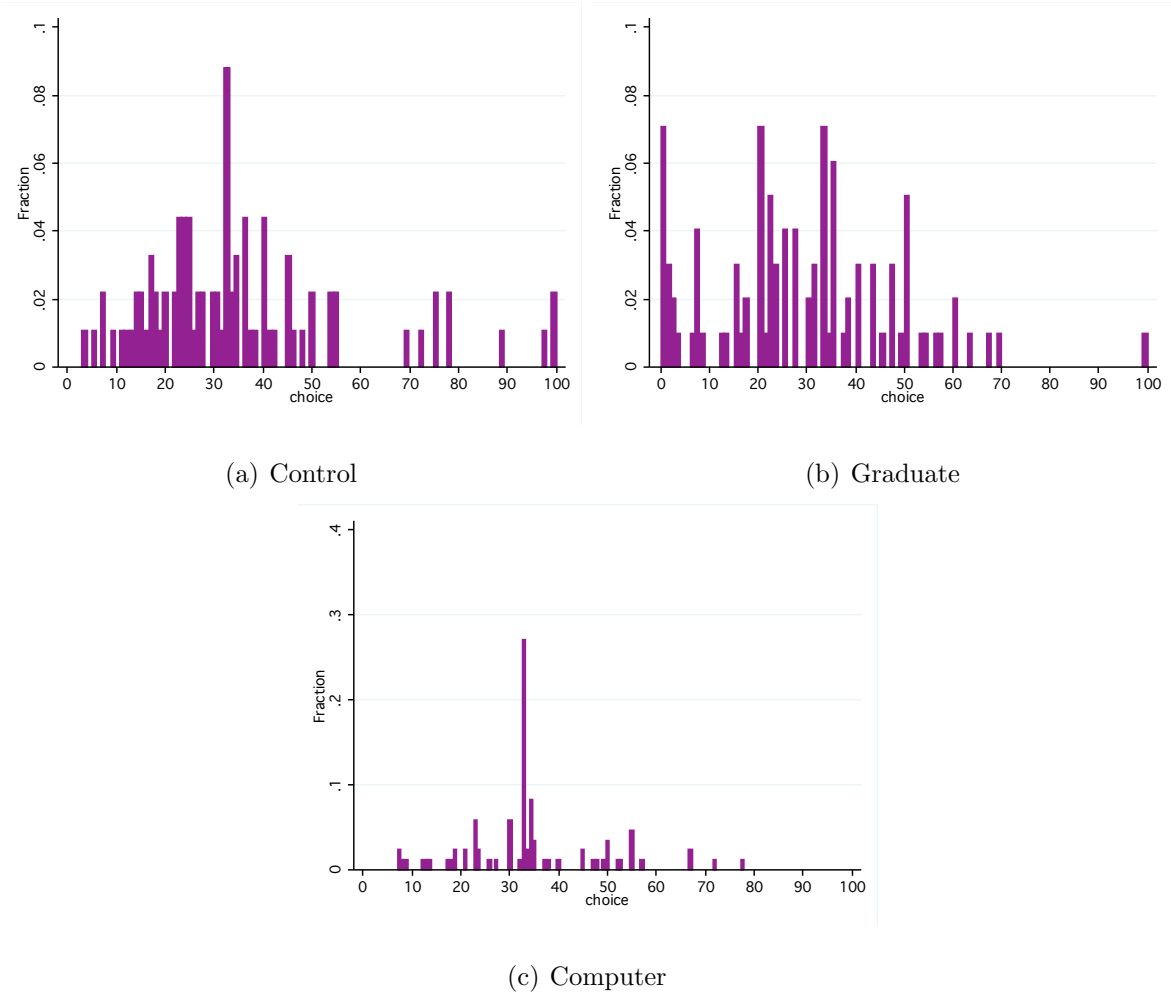 Fraction
0 .02 .04 .06 .08 .1
0 10 20 30 40 50 60 70 80 90 100
choice
(a) Control
Fraction
0 .02 .04 .06 .08 .1
0 10 20 30 40 50 60 70 80 90 100
choice
(b) Graduate
Fraction
0 .1 .2 .3 .4
0 10 20 30 40 50 60 70 80 90 100
choice
(c) Computer